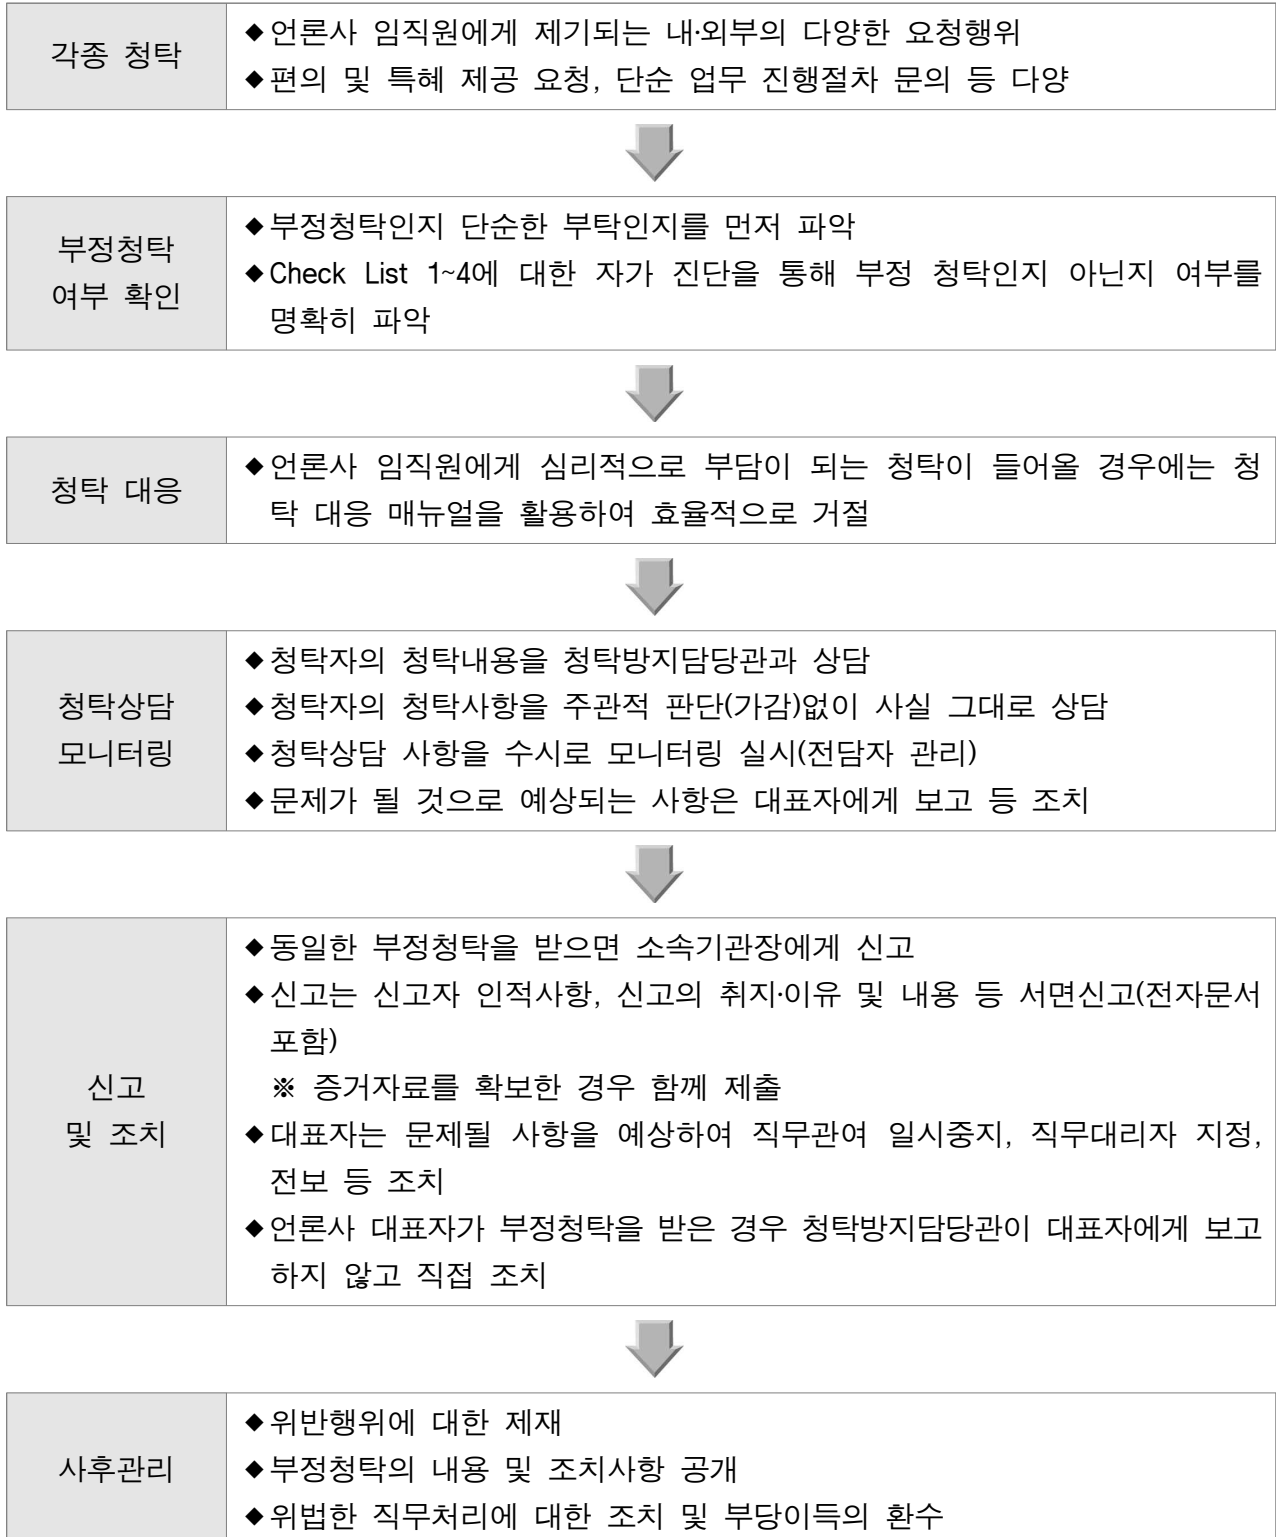 각종 청탁
◆언론사 임직원에게 제기되는 내·외부의 다양한 요청행위
◆편의 및 특혜 제공 요청, 단순 업무 진행절차 문의 등 다양
부정청탁
여부 확인
◆부정청탁인지 단순한 부탁인지를 먼저 파악
◆Check List 1~4에 대한 자가 진단을 통해 부정 청탁인지 아닌지 여부를
명확히 파악
청탁 대응
◆언론사 임직원에게 심리적으로 부담이 되는 청탁이 들어올 경우에는 청
탁 대응 매뉴얼을 활용하여 효율적으로 거절
청탁상담
모니터링
◆청탁자의 청탁내용을 청탁방지담당관과 상담
◆청탁자의 청탁사항을 주관적 판단(가감)없이 사실 그대로 상담
◆청탁상담 사항을 수시로 모니터링 실시(전담자 관리)
◆문제가 될 것으로 예상되는 사항은 대표자에게 보고 등 조치
신고
및 조치
◆동일한 부정청탁을 받으면 소속기관장에게 신고
◆신고는 신고자 인적사항, 신고의 취지·이유 및 내용 등 서면신고(전자문서
포함)
※ 증거자료를 확보한 경우 함께 제출
◆대표자는 문제될 사항을 예상하여 직무관여 일시중지, 직무대리자 지정,
전보 등 조치
◆언론사 대표자가 부정청탁을 받은 경우 청탁방지담당관이 대표자에게 보고
하지 않고 직접 조치
사후관리
◆위반행위에 대한 제재
◆부정청탁의 내용 및 조치사항 공개
◆위법한 직무처리에 대한 조치 및 부당이득의 환수